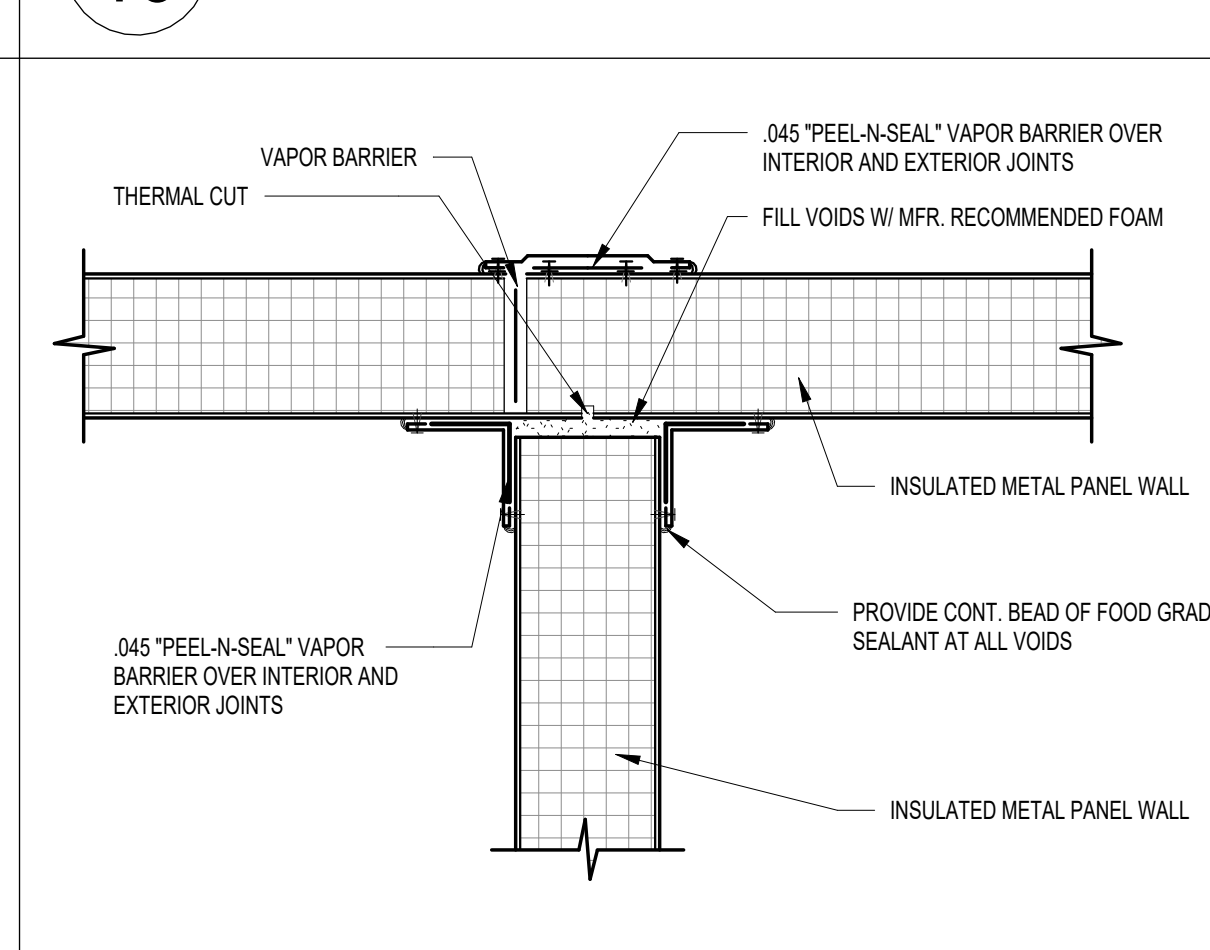 .045 "PEEL-N-SEAL" VAPOR BARRIER OVER
INTERIOR AND EXTERIOR JOINTS
VAPOR BARRIER
THERMAL CUT
FILL VOIDS W/ MFR. RECOMMENDED FOAM
INSULATED METAL PANEL WALL
PROVIDE CONT. BEAD OF FOOD GRAD
SEALANT AT ALL VOIDS
.045 "PEEL-N-SEAL" VAPOR
BARRIER OVER INTERIOR AND
EXTERIOR JOINTS
INSULATED METAL PANEL WALL